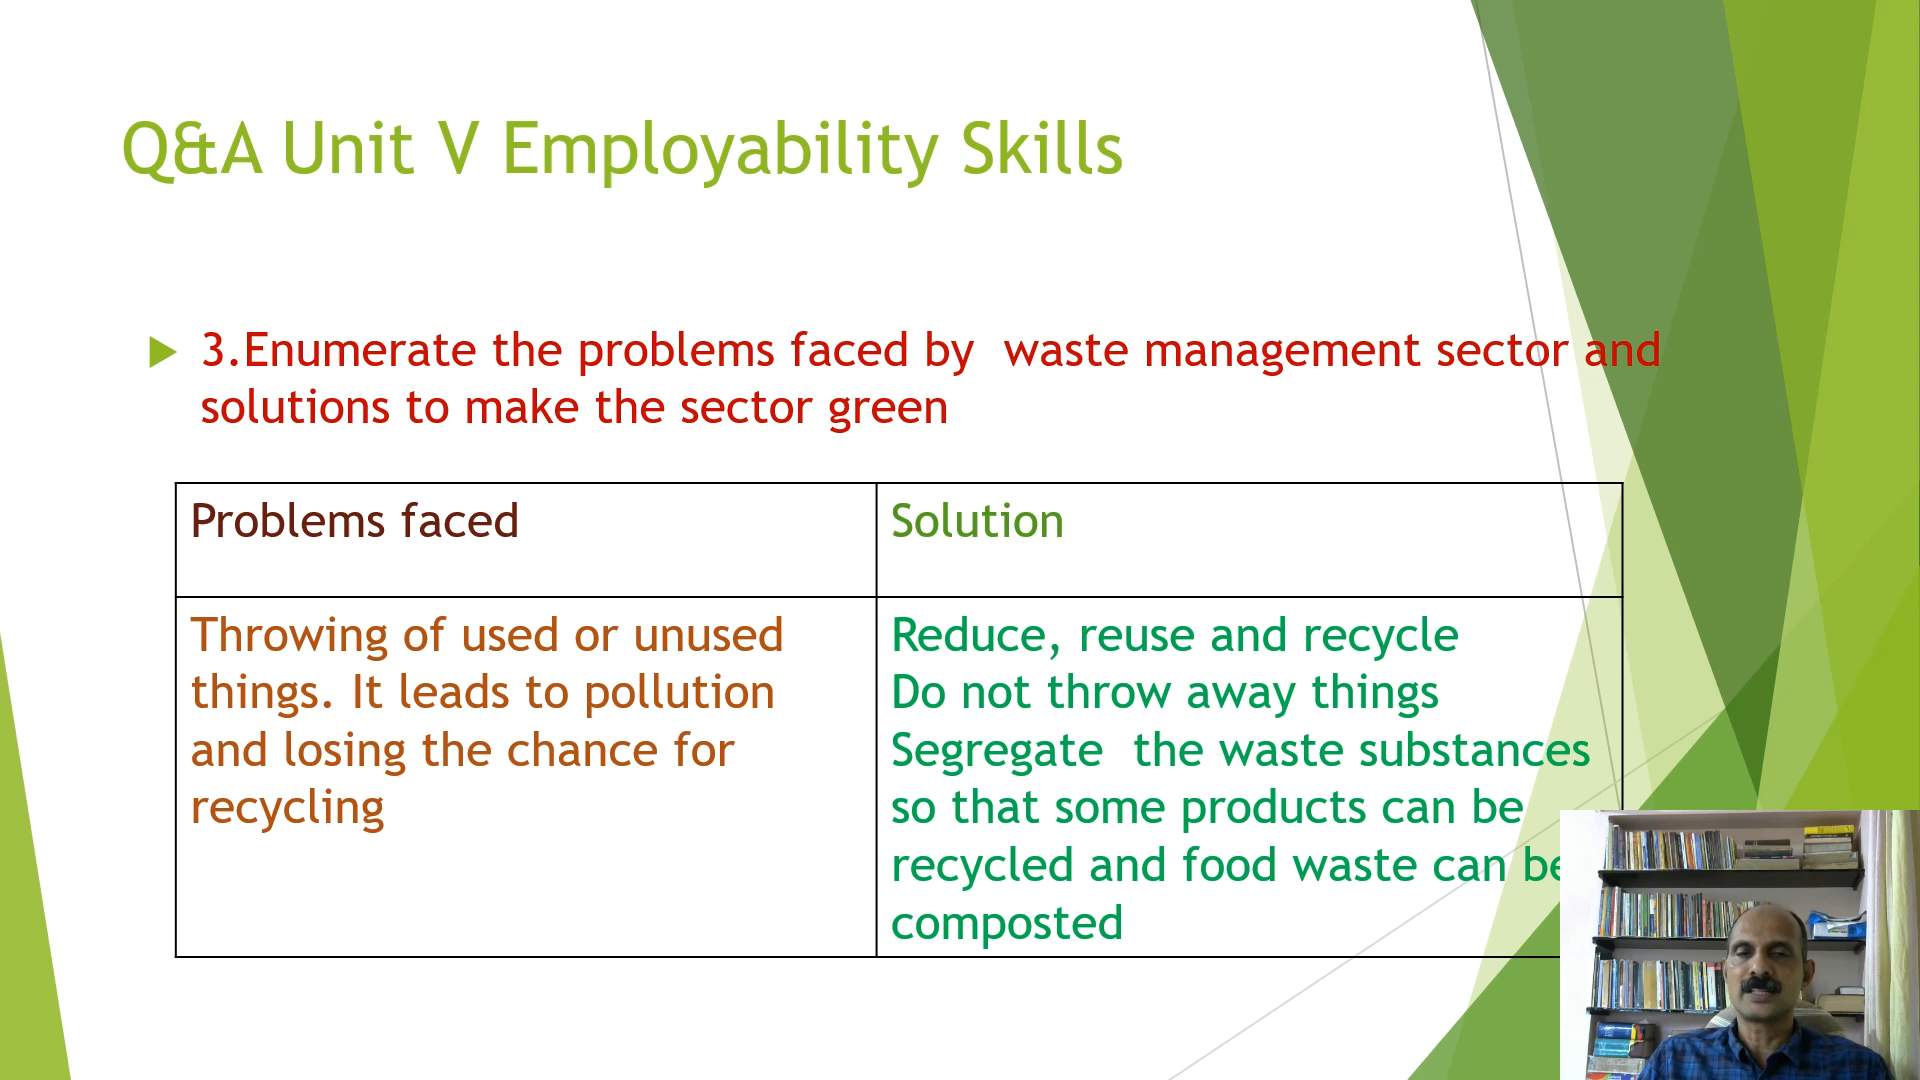 Q&A Unit V Employability Skills
3.Enumerate the problems faced by  waste management sector and
solutions to make the sector green
Problems faced
Solution
Throwing of used or unused
things. It leads to pollution
and losing the chance for
recycling
Reduce, reuse and recycle
Do not throw away things
Segregate  the waste substances
so that some products can be
recycled and food waste can be
composted